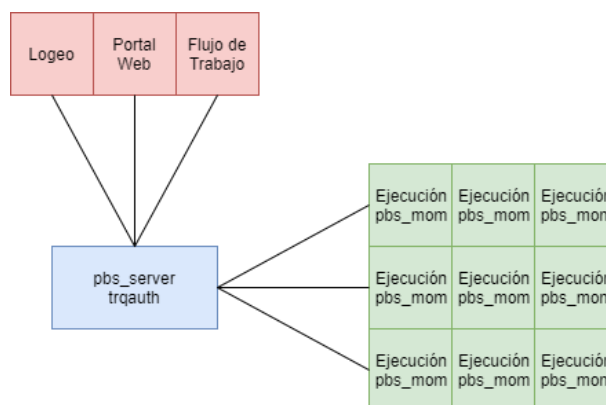 Logeo
Portal
Web
Flujo de
Trabajo
Ejecución
pbs_mom
Ejecución
pbs_mom
Ejecución
pbs_mom
pbs_server
trqauth
Ejecución
pbs_mom
Ejecución
pbs_mom
Ejecución
pbs_mom
Ejecución
pbs_mom
Ejecución
pbs_mom
Ejecución
pbs_mom